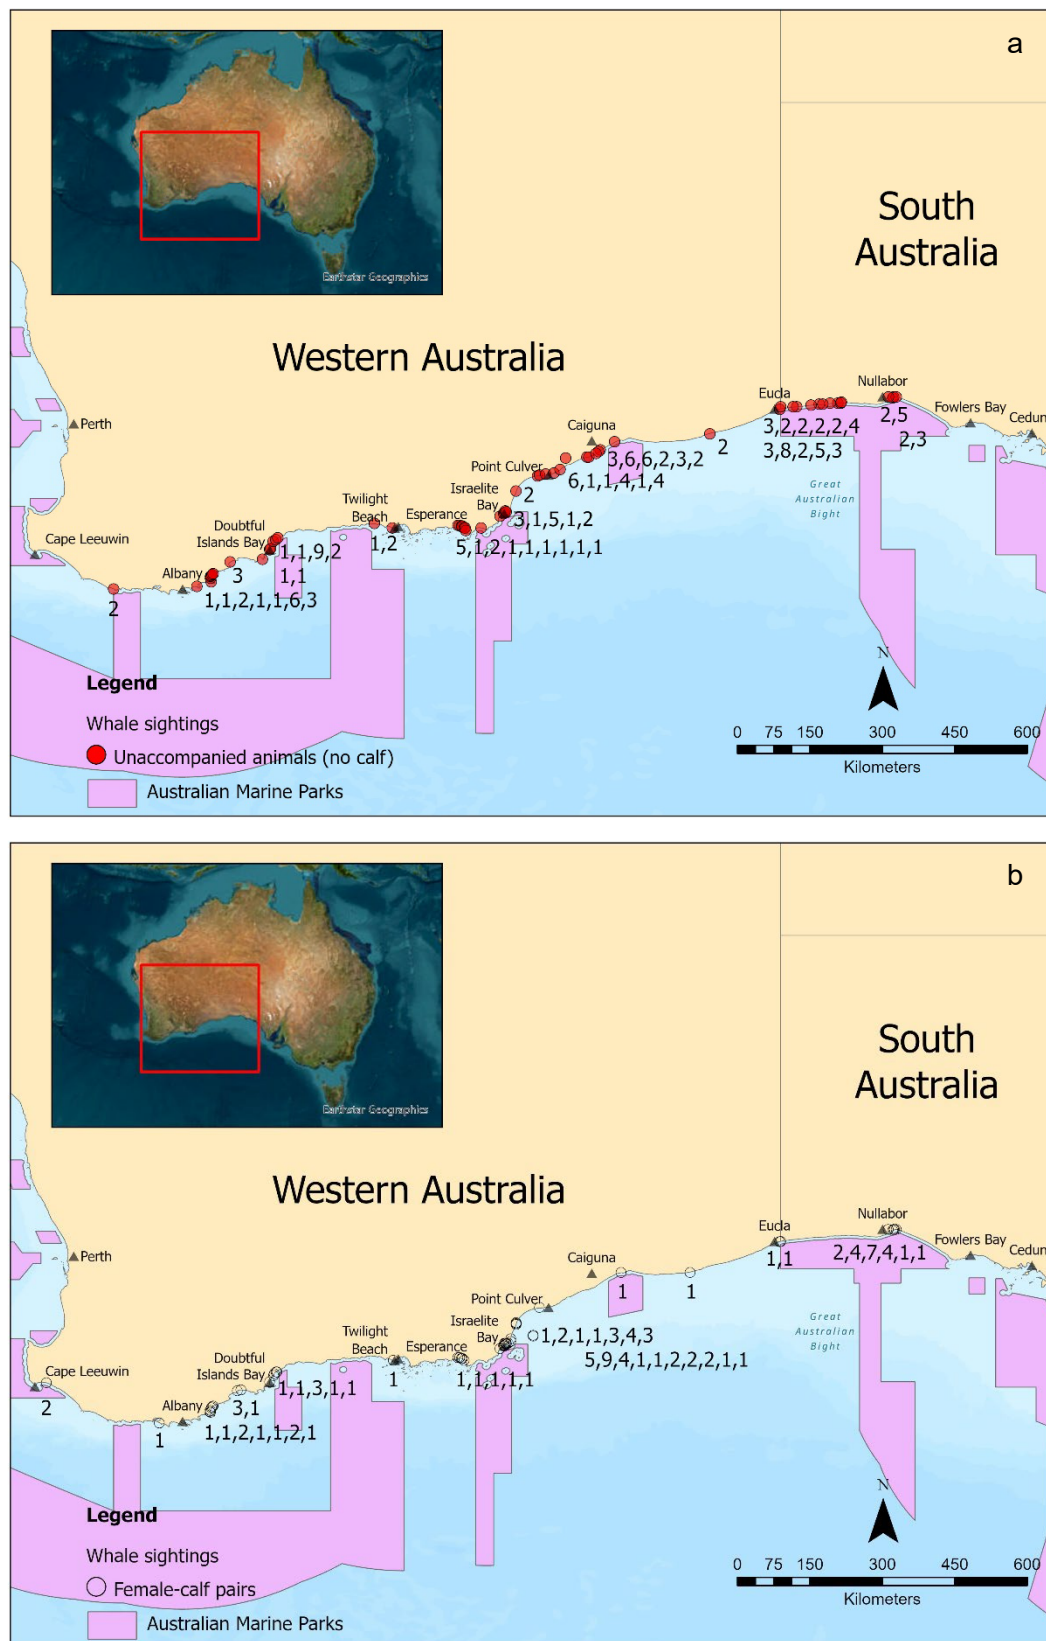 a
Earthstar Geographics
South
Australia
Western Australia
Nullabor
Eucla
2,5
Fowlers Bay
Perth
3,2,2,2,2,4
2,3
Cedun
Caiguna
2
3,8,2,5,3
3,6,6,2,3,2
Point Culver
6,1,1,4,1,4
Great
Australian
Bight
Israelite
Bay
2
Twilight
Beach
Esperance
3,1,5,1,2
Doubtful
Islands Bay
1,2
5,1,2,1,1,1,1,1,1
Cape Leeuwin
1,1,9,2
Albany
3
1,1
2
1,1,2,1,1,6,3
N
Legend
Whale sightings
0 75 150 300 450 600
Unaccompanied animals (no calf)
Kilometers
Australian Marine Parks
b
Earthstar Geographics
South
Australia
Western Australia
Nullabor
Eucla
Fowlers Bay
Perth
1,1
2,4,7,4,1,1
Cedun
Caiguna
1
1
Point Culver
Great
Australian
Bight
Israelite
Bay
1,2,1,1,3,4,3
Twilight
Beach
Esperance
5,9,4,1,1,2,2,2,1,1
Doubtful
Islands Bay
1
1,1,1,1,1
Cape Leeuwin
1,1,3,1,1
2
Albany
3,1
1
1,1,2,1,1,2,1
N
Legend
Whale sightings
0 75 150 300 450 600
Female-calf pairs
Kilometers
Australian Marine Parks